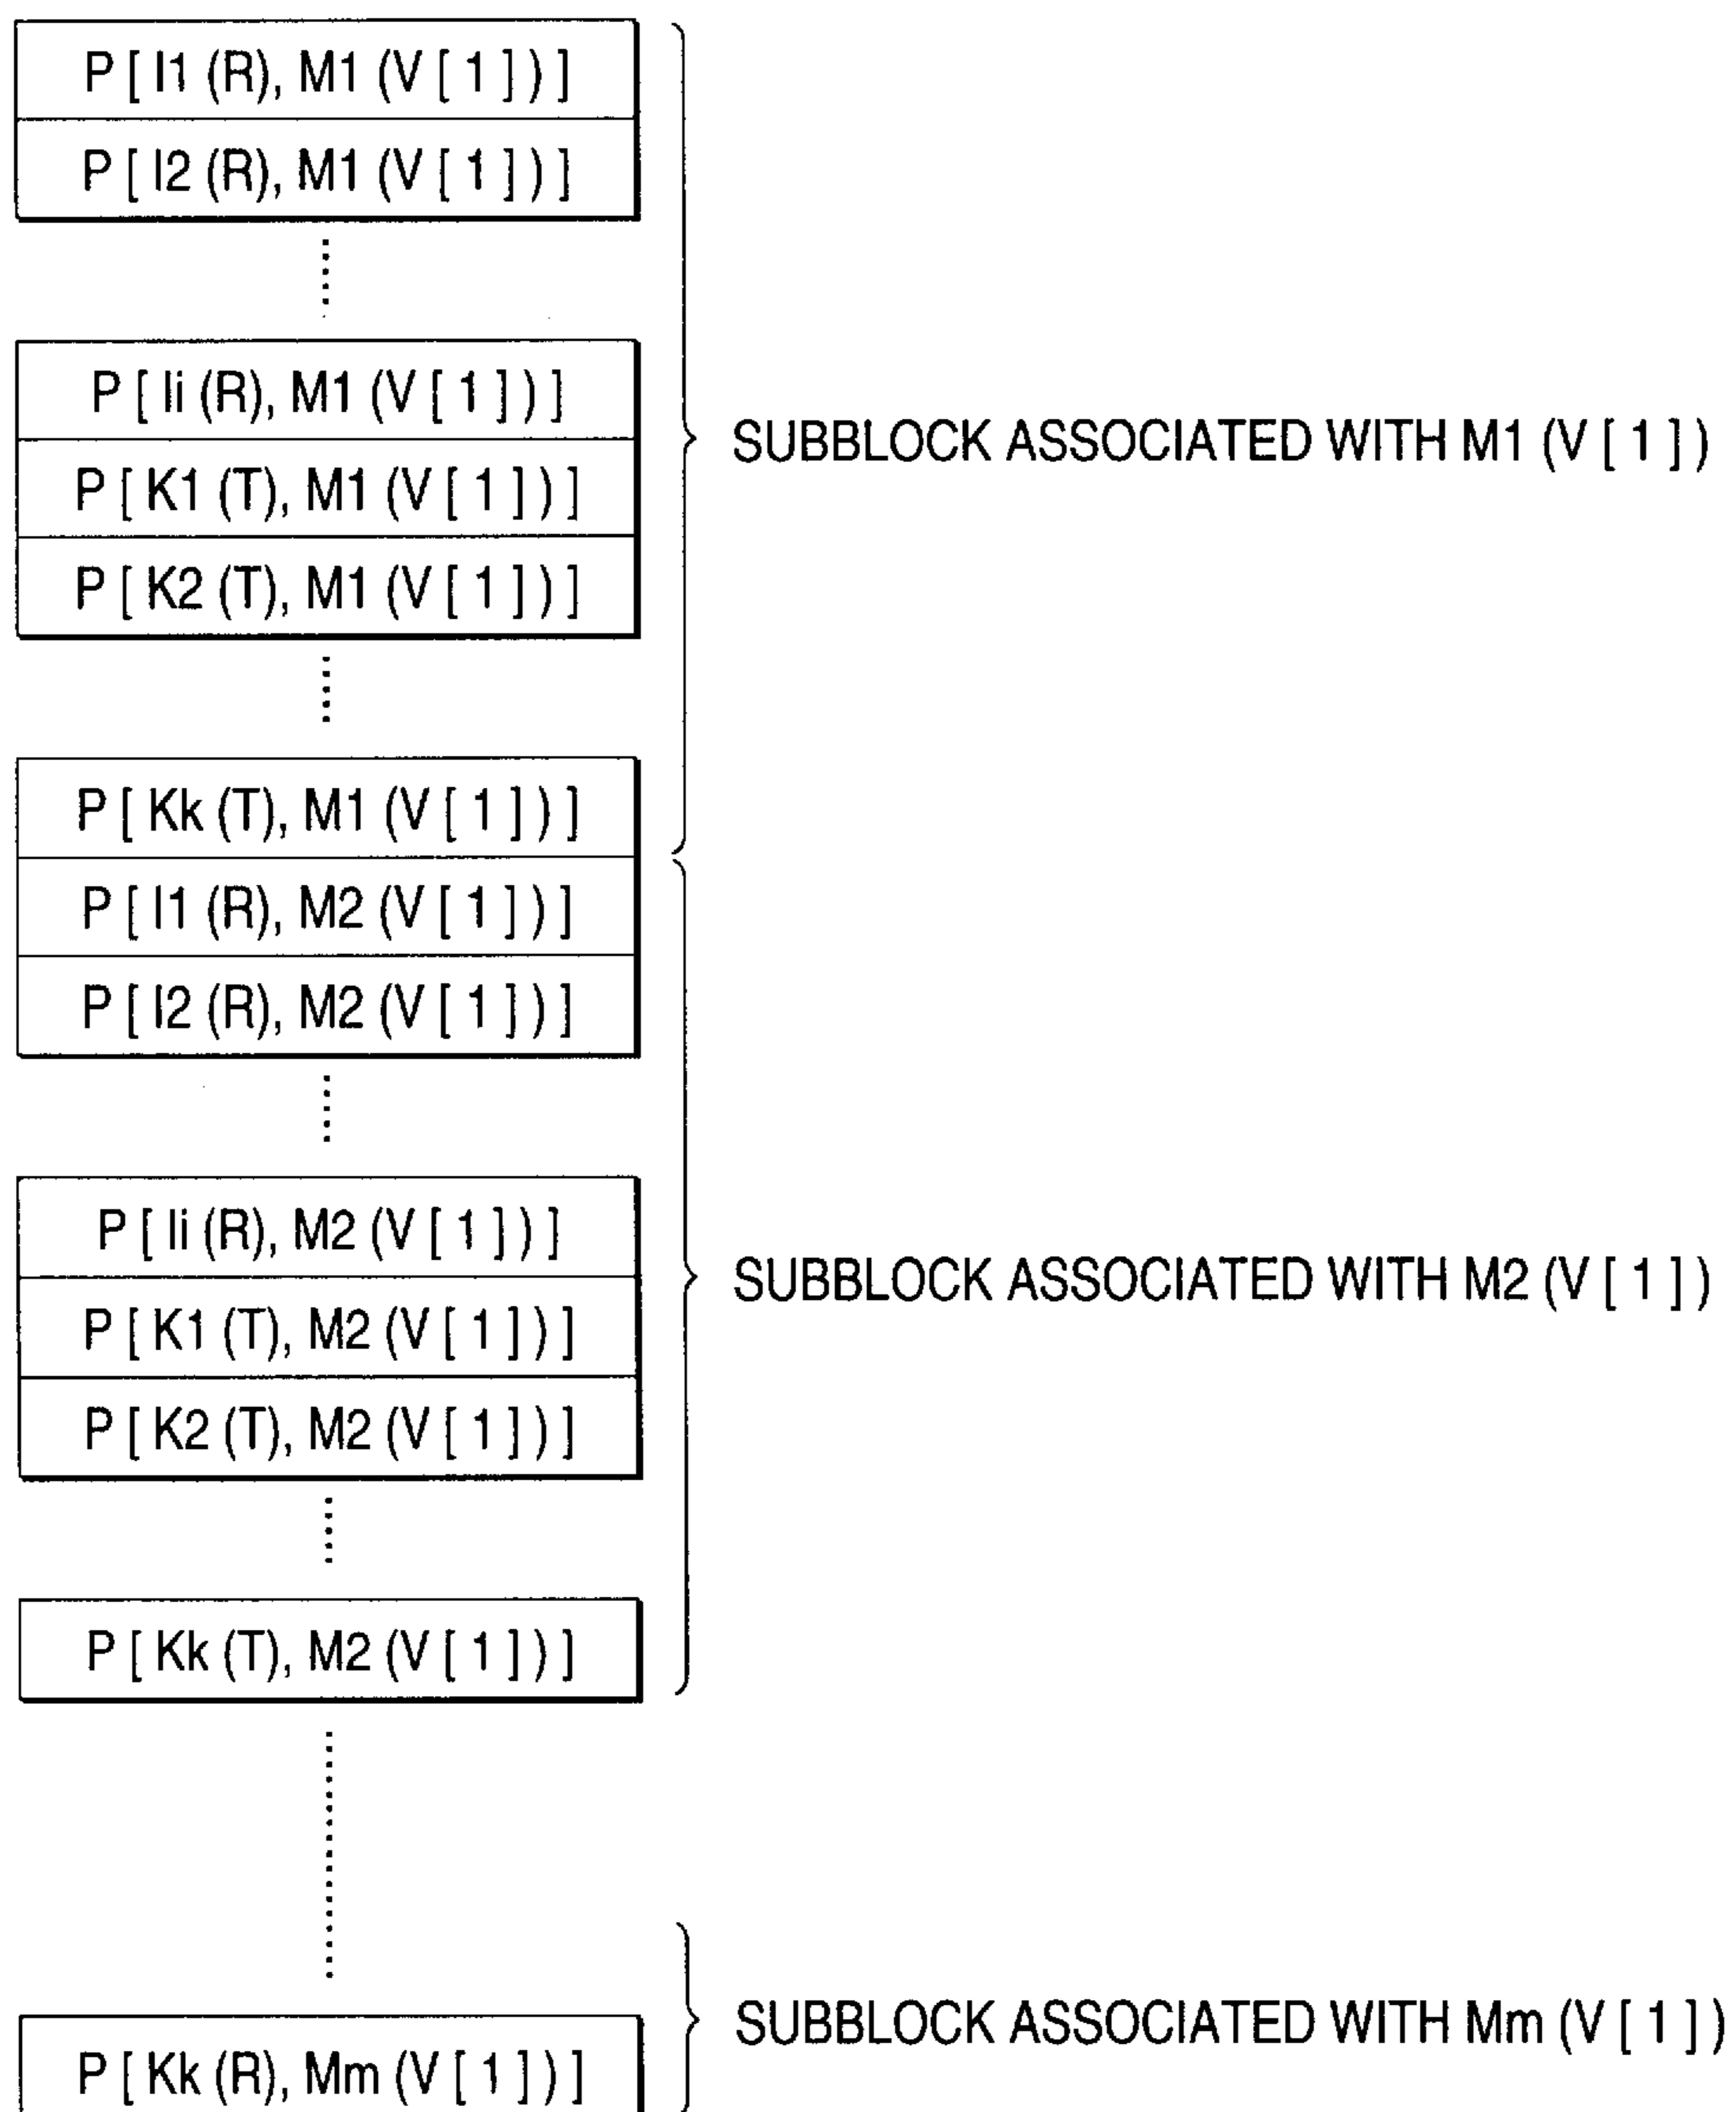 P [ I1 (R), M1 (V [ 1 ] ) ]
P [ I2 (R), M1 (V [ 1 ] ) ]
P [ Ii (R), M1 (V [ 1 ] ) ]
SUBBLOCK ASSOCIATED WITH M1 (V [ 1 ] )
P [ K1 (T), M1 (V [ 1 ] ) ]
P [ K2 (T), M1 (V [ 1 ] ) ]
P [ Kk (T), M1 (V [ 1 ] ) ]
P [ I1 (R), M2 (V [ 1 ] ) ]
P [ I2 (R), M2 (V [ 1 ] ) ]
P [ Ii (R), M2 (V [ 1 ] ) ]
SUBBLOCK ASSOCIATED WITH M2 (V [ 1 ] )
P [ K1 (T), M2 (V [ 1 ] ) ]
P [ K2 (T), M2 (V [ 1 ] ) ]
P [ Kk (T), M2 (V [ 1 ] ) ]
SUBBLOCK ASSOCIATED WITH Mm (V [ 1 ] )
P [ Kk (R), Mm (V [ 1 ] ) ]